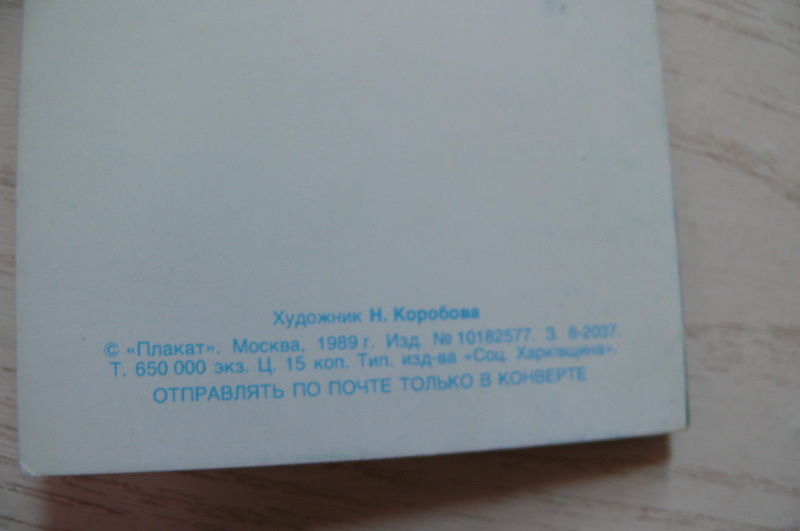 Художник Н. Коробова
© «Плакат». Москва, 1989 г. Изд. № 10182577. З. 8-2037.
Т. 650 000 экз. Ц. 15 коп. Тип. изд-ва «Соц. Харківщина».
ОТПРАВЛЯТЬ ПО ПОЧТЕ ТОЛЬКО В КОНВЕРТЕ